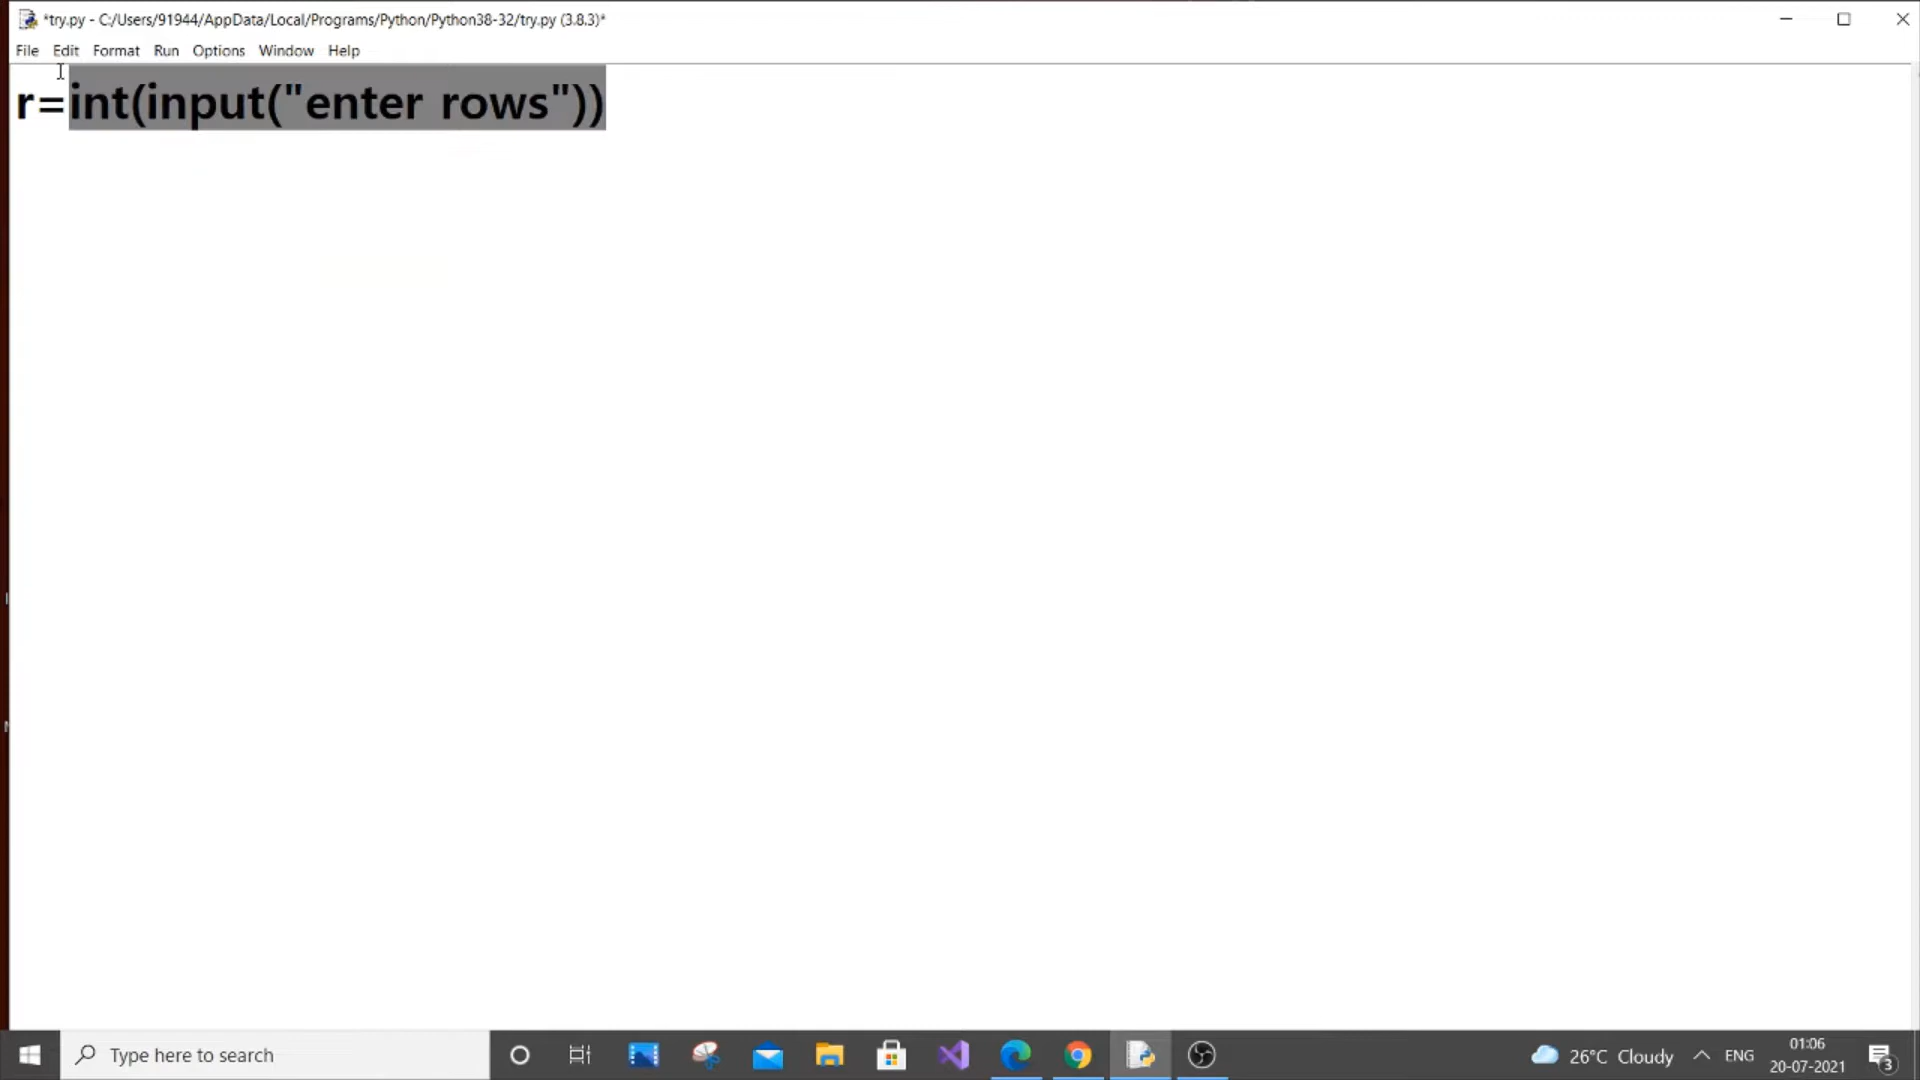 *try.py - C:/Users/91944/AppData/Local/Programs/Python/Python38-32/try.py (3.8.3)*
File Edit Format Run Options Window Help
r=int(input("enter rows"))
Type here to search
26°C Cloudy
ENG
01:06
20-07-2021
3